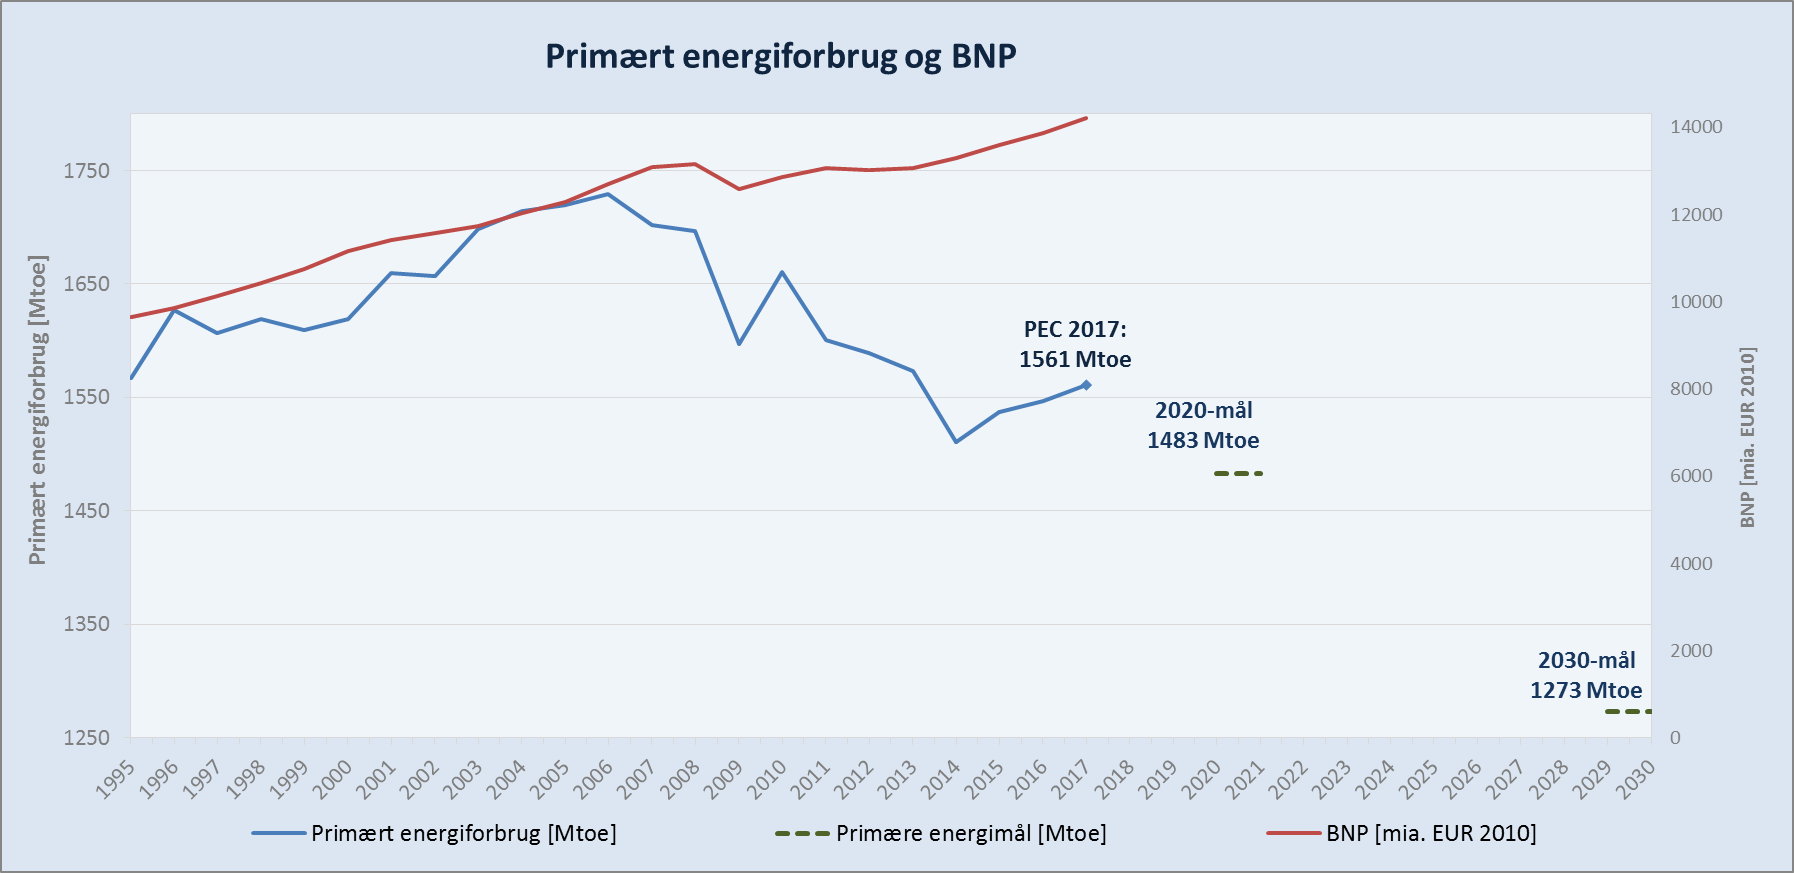 Primært energiforbrug og BNP
Primært energiforbrug [Mtoe]
1750
1650
1550
1450
1350
1250
PEC 2017:
1561 Mtoe
2020-mål
1483 Mtoe
2030-mål
1273 Mtoe
14000
12000
10000
8000
6000
4000
2000
0
BNP [mia. EUR 2010]
1995 1996 1997 1998 1999 2000 2001 2002 2003 2004 2005 2006 2007 2008 2009 2010 2011 2012 2013 2014 2015 2016 2017 2018 2019 2020 2021 2022 2023 2024 2025 2026 2027 2028 2029 2030
Primært energiforbrug [Mtoe] Primære energimål [Mtoe] BNP [mia. EUR 2010]